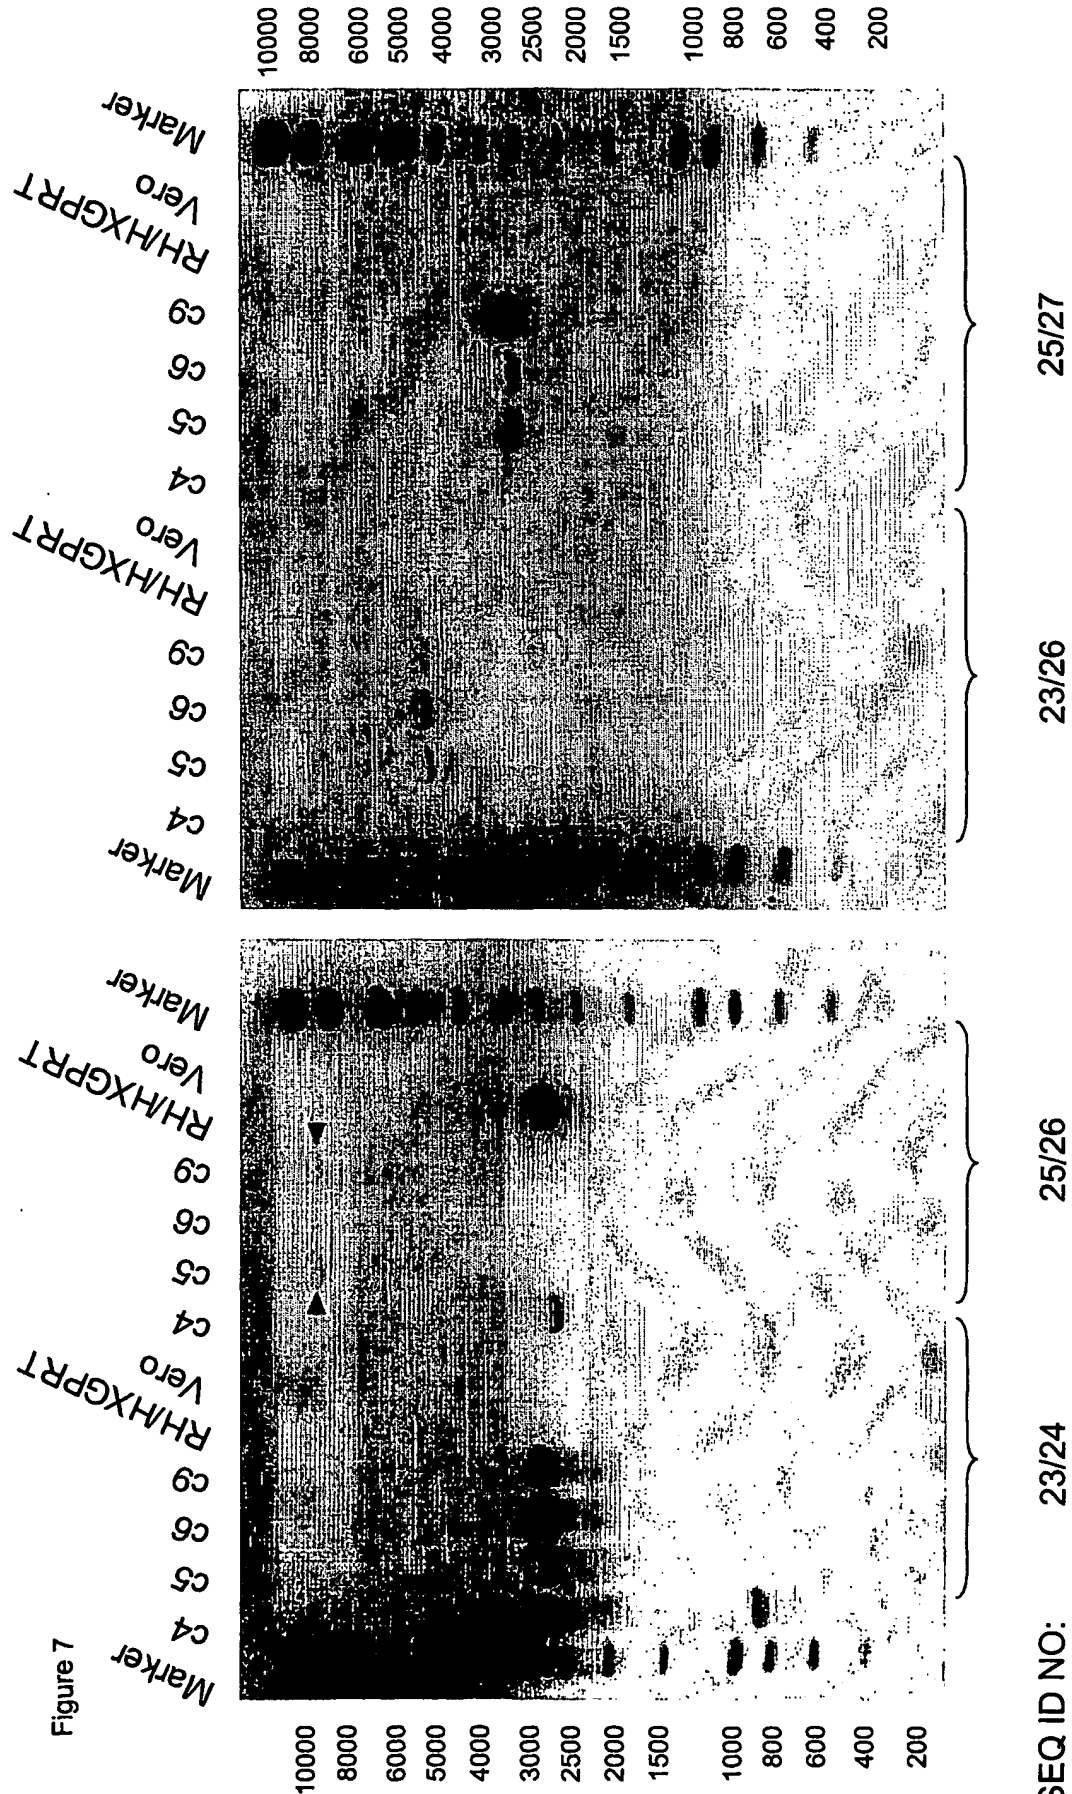 Figure 7
Marker
C4
C5
C6
C9
RH/HXGPRT
Vero
C4
C5
C6
C9
RH/HXGPRT
Vero
Marker
Marker
C4
C5
C6
C9
RH/HXGPRT
Vero
C4
C5
C6
C9
RH/HXGPRT
Vero
Marker
10000
8000
6000
5000
4000
3000
2500
2000
1500
1000
800
600
400
200
10000
8000
6000
5000
4000
3000
2500
2000
1500
1000
800
600
400
200
SEQ ID NO: 23/24 25/26 23/26 25/27